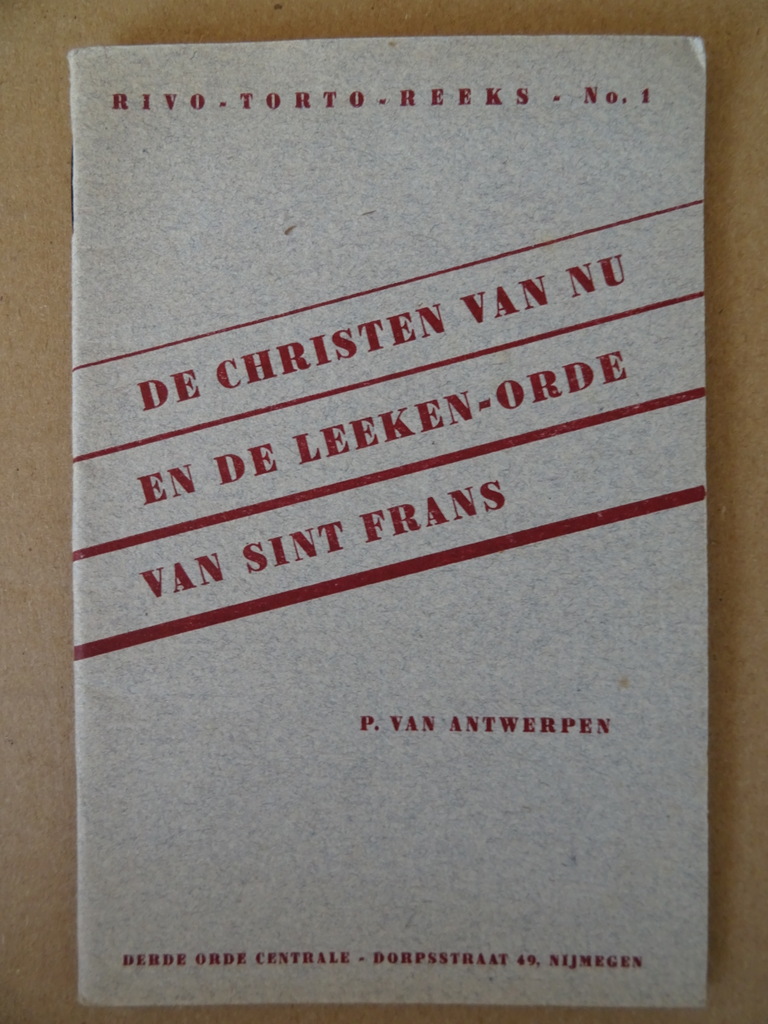 RIVO-TORTO-REEKS - No. 1
DE CHRISTEN VAN NU
EN DE LEEKEN-ORDE
VAN SINT FRANS
P. VAN ANTWERPEN
DERDE ORDE CENTRALE - DORPSSTRAAT 49, NIJMEGEN